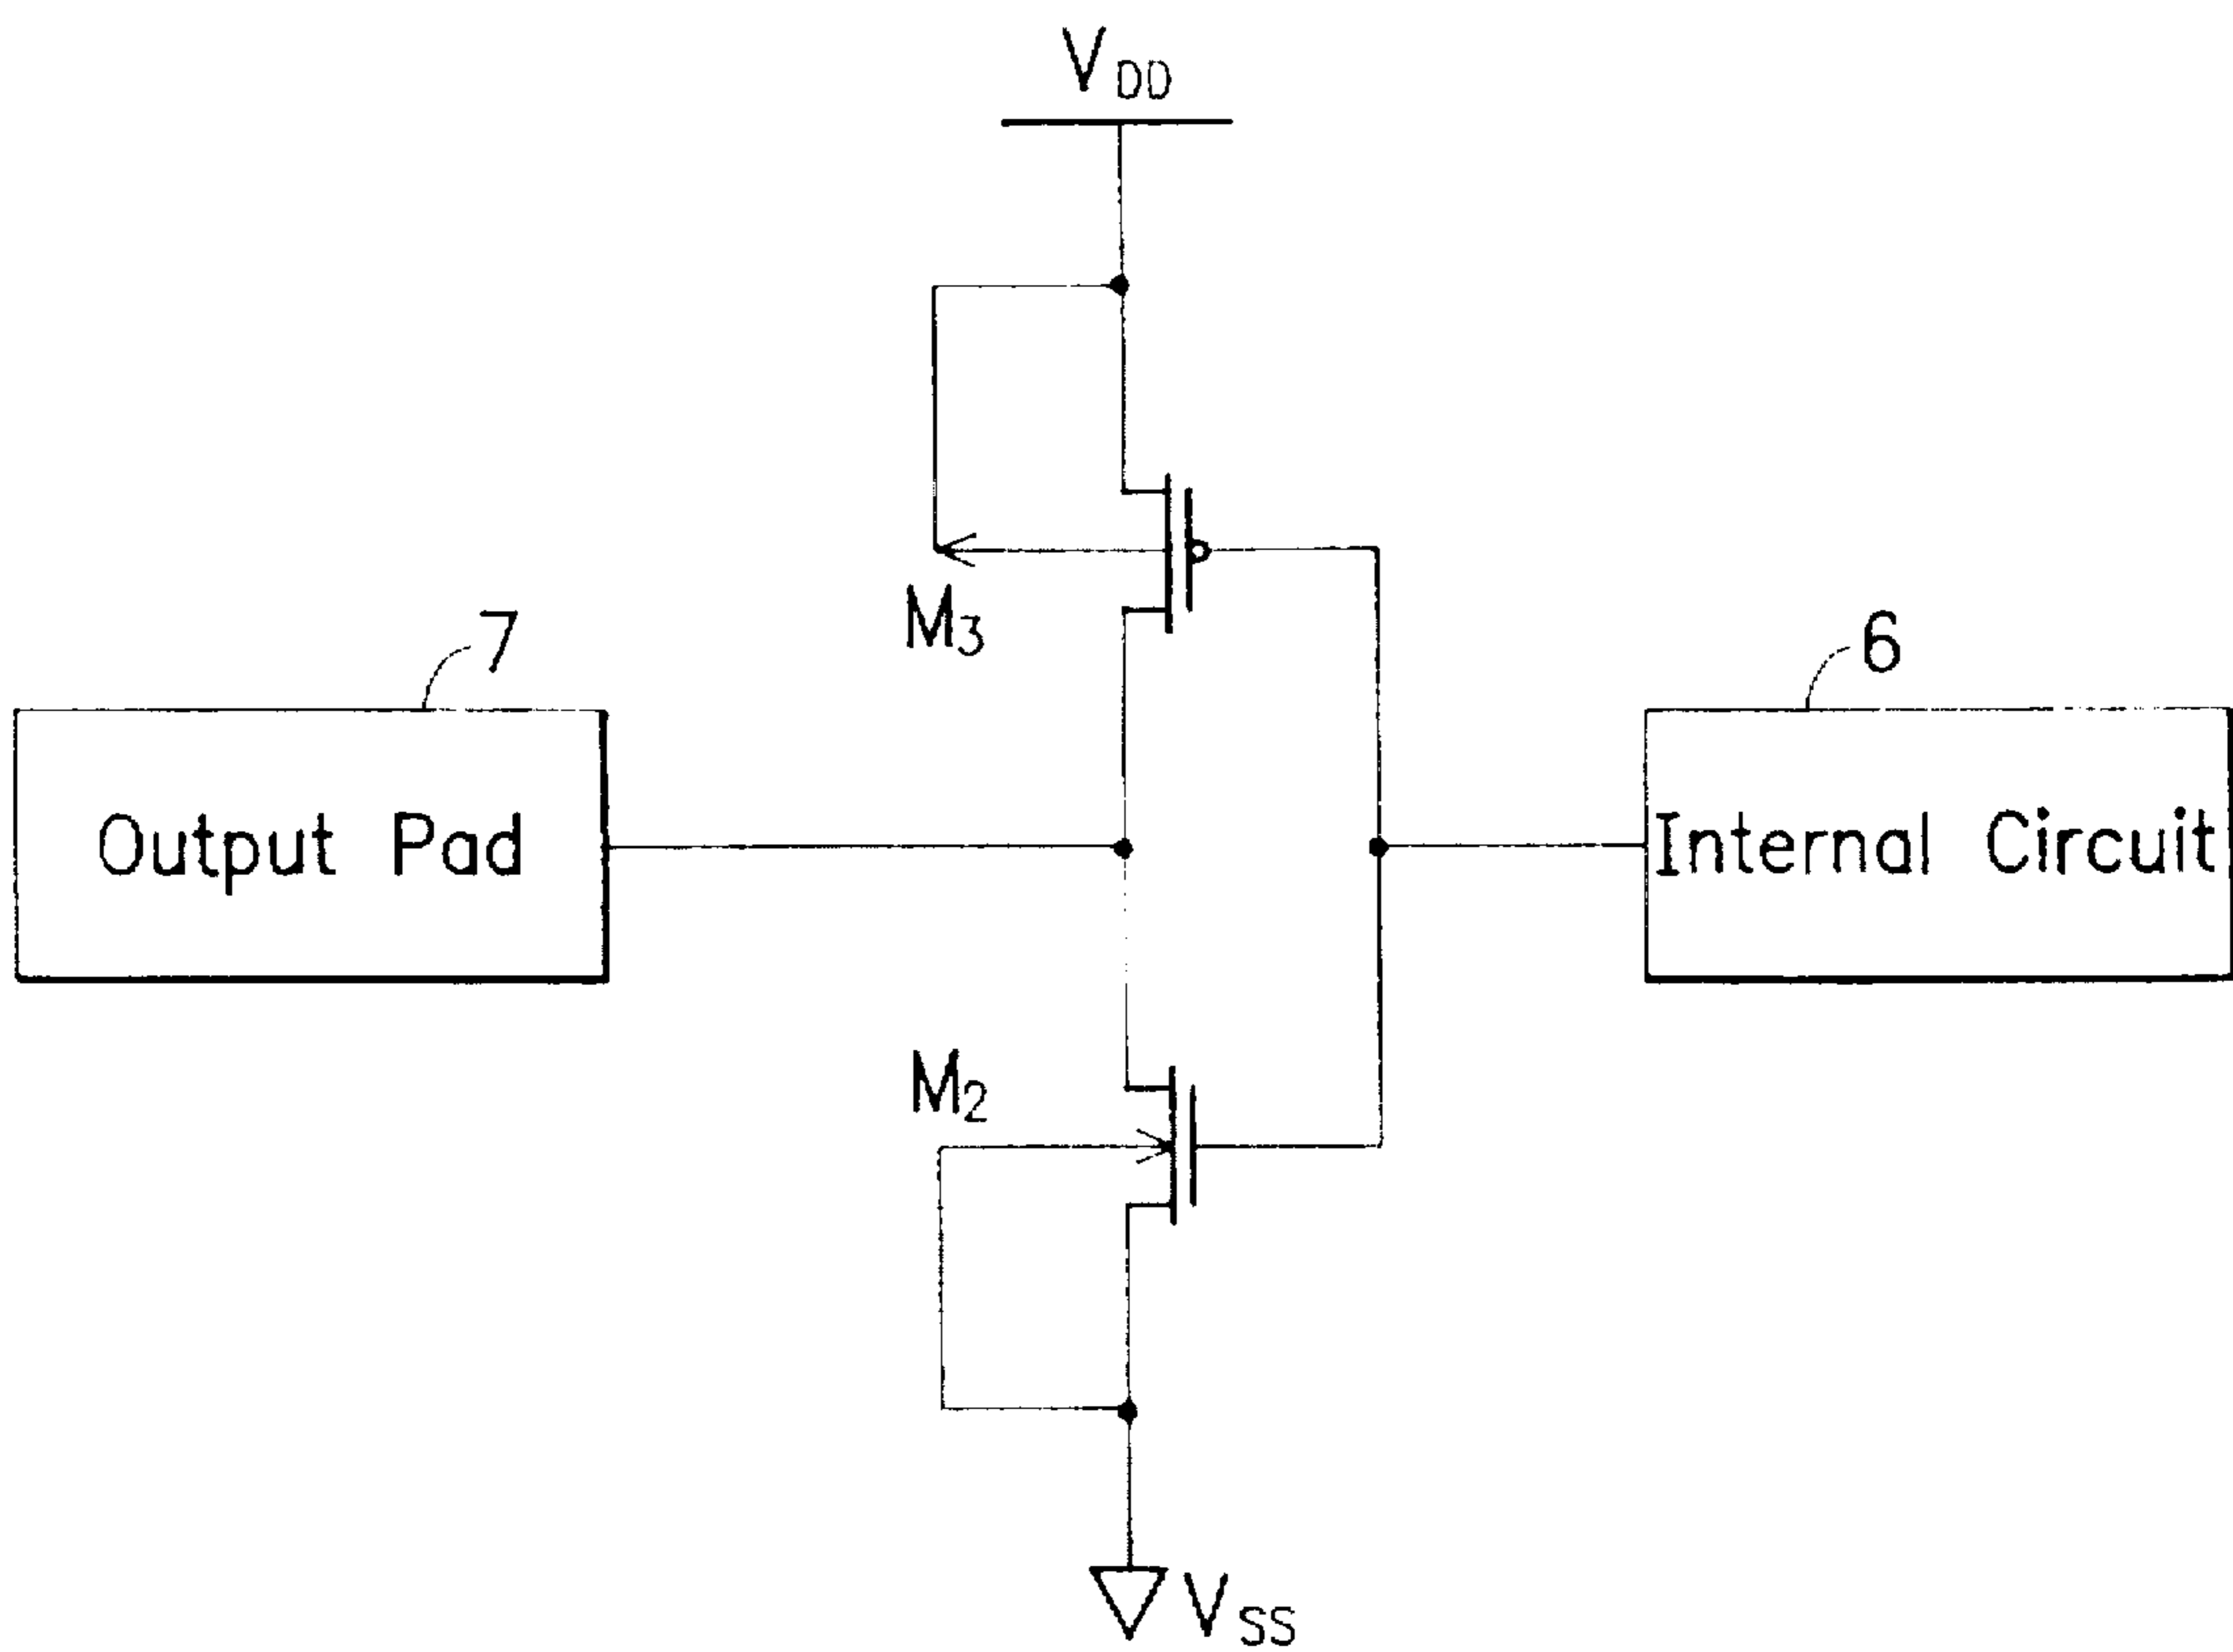 VDD
M3
7
6
Output Pad
Internal Circuit
M2
VSS